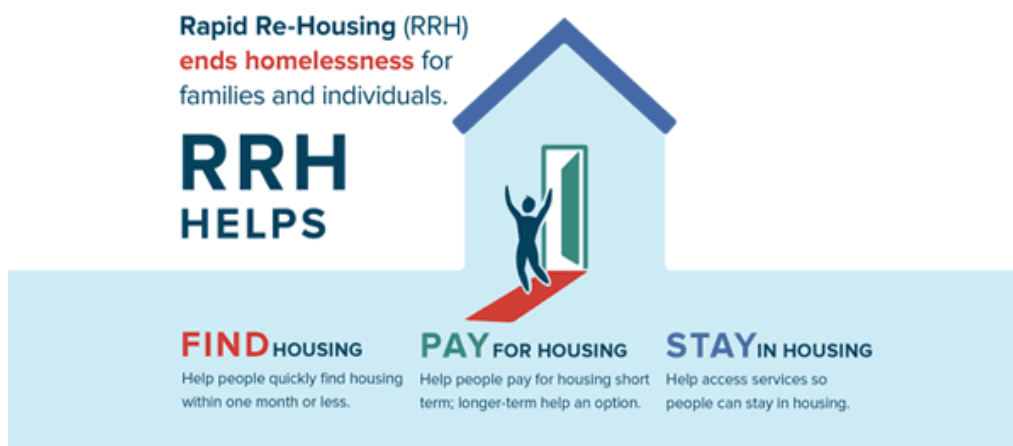 Rapid Re-Housing (RRH)
ends homelessness for
families and individuals.
RRH
HELPS
FIND HOUSING
Help people quickly find housing
within one month or less.
PAY FOR HOUSING
Help people pay for housing short
term; longer-term help an option.
STAY IN HOUSING
Help access services so
people can stay in housing.